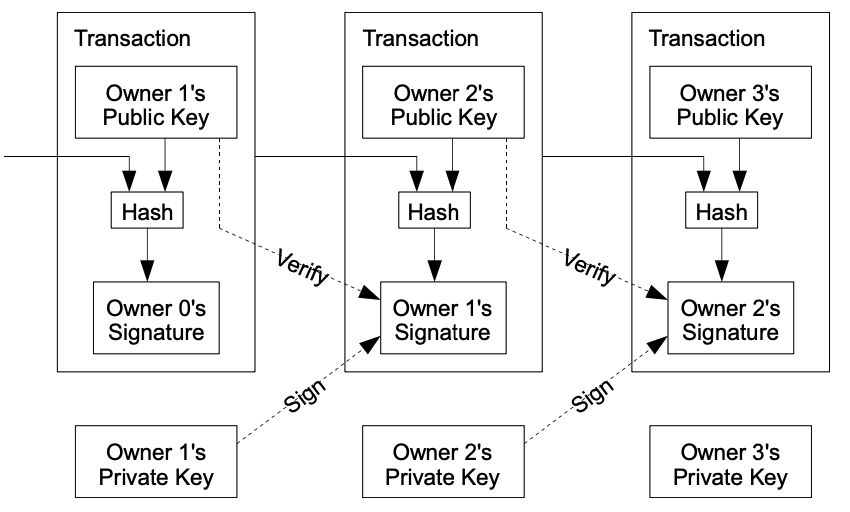 Transaction
Owner 1's
Public Key
Hash
Owner 0's
Signature
Transaction
Owner 2's
Public Key
Hash
Verify
Owner 1's
Signature
Transaction
Owner 3's
Public Key
Hash
Verify
Owner 2's
Signature
Sign
Sign
Owner 1's
Private Key
Owner 2's
Private Key
Owner 3's
Private Key